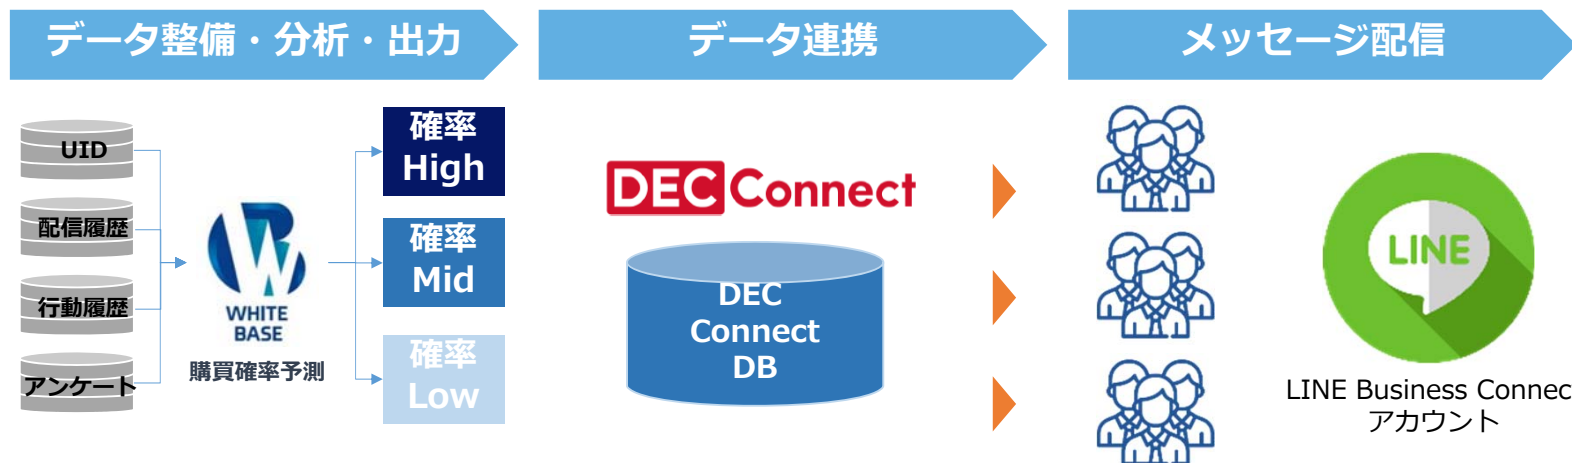 データ整備・分析・出力
データ連携
メッセージ配信
UID
配信履歴
行動履歴
アンケート
WHITE
BASE
購買確率予測
確率
High
確率
Mid
確率
Low
DEC Connect
DEC
Connect
DB
LINE
LINE Business Connec
アカウント